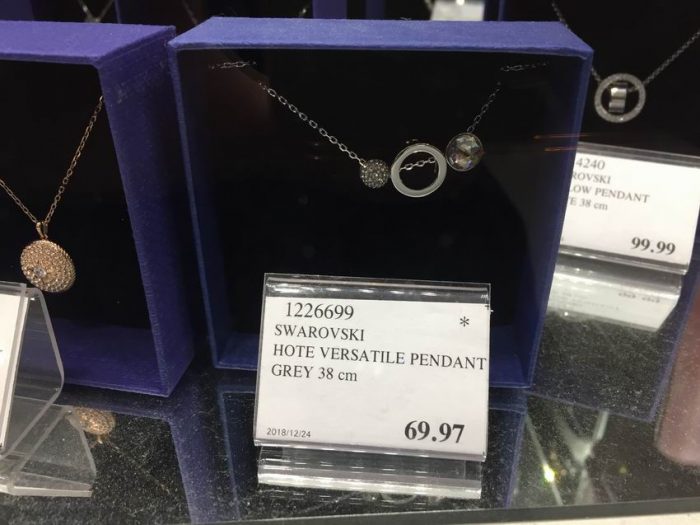 1226699 *
SWAROVSKI
HOTE VERSATILE PENDANT
GREY 38 cm
2018/12/24 69.97
4240
ROVSKI
LOW PENDANT
E 38 cm
99.99